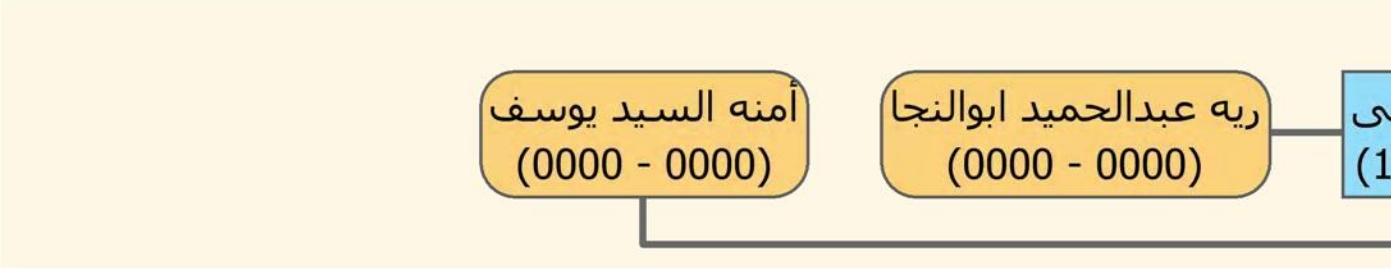 أمنه السيد يوسف
(0000 - 0000)
ريه عبدالحميد ابوالنجا
(0000 - 0000)